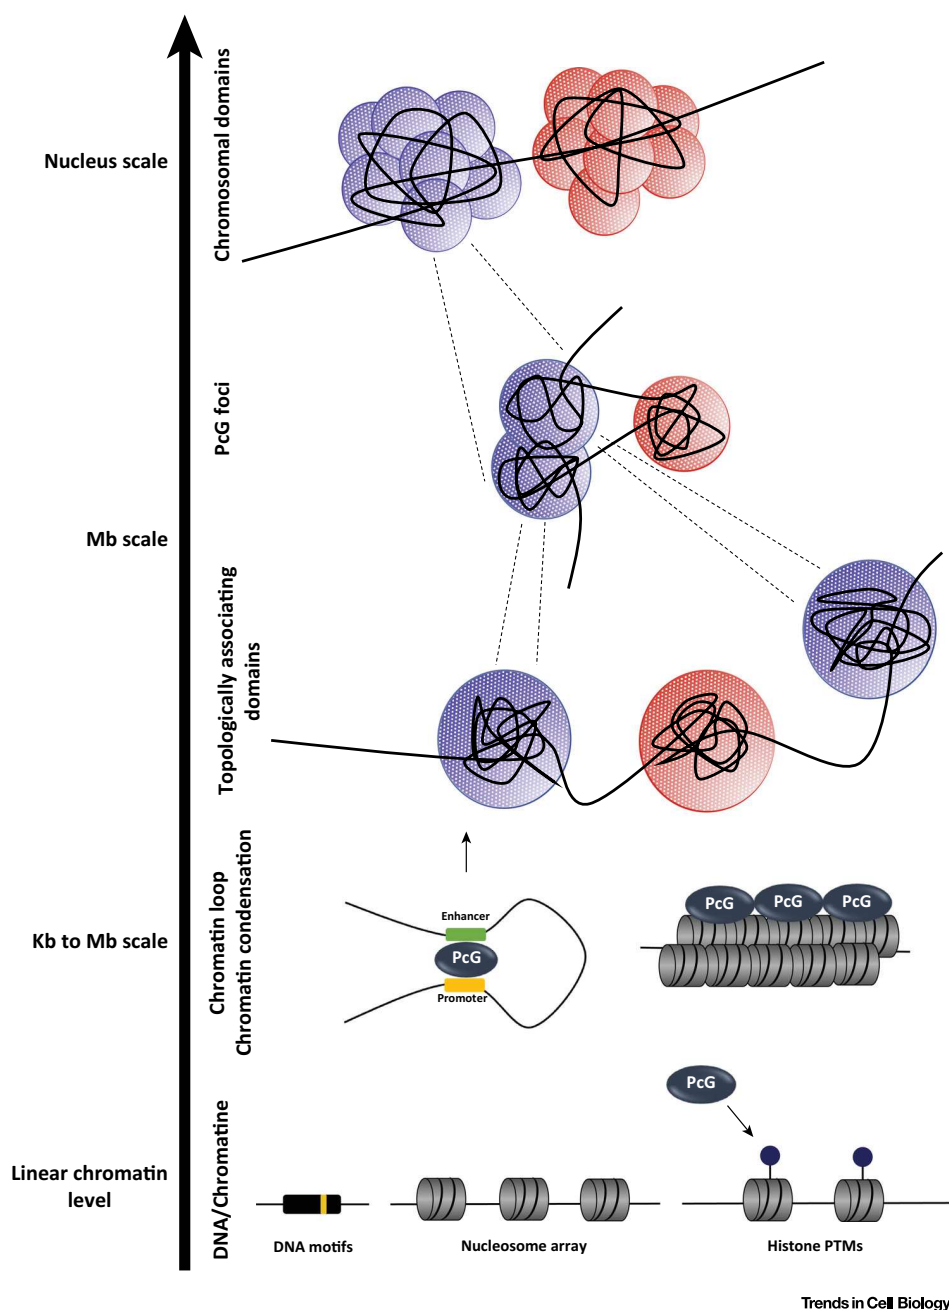 Nucleus scale
Chromosomal domains
PcG foci
Mb scale
Topologically associating
domains
Kb to Mb scale
Chromatin loop
Chromatin condensation
Enhancer
PcG
Promoter
PcG
PcG
PcG
Linear chromatin
level
DNA/Chromatine
PcG
DNA motifs
Nucleosome array
Histone PTMs
Trends in Cell Biology